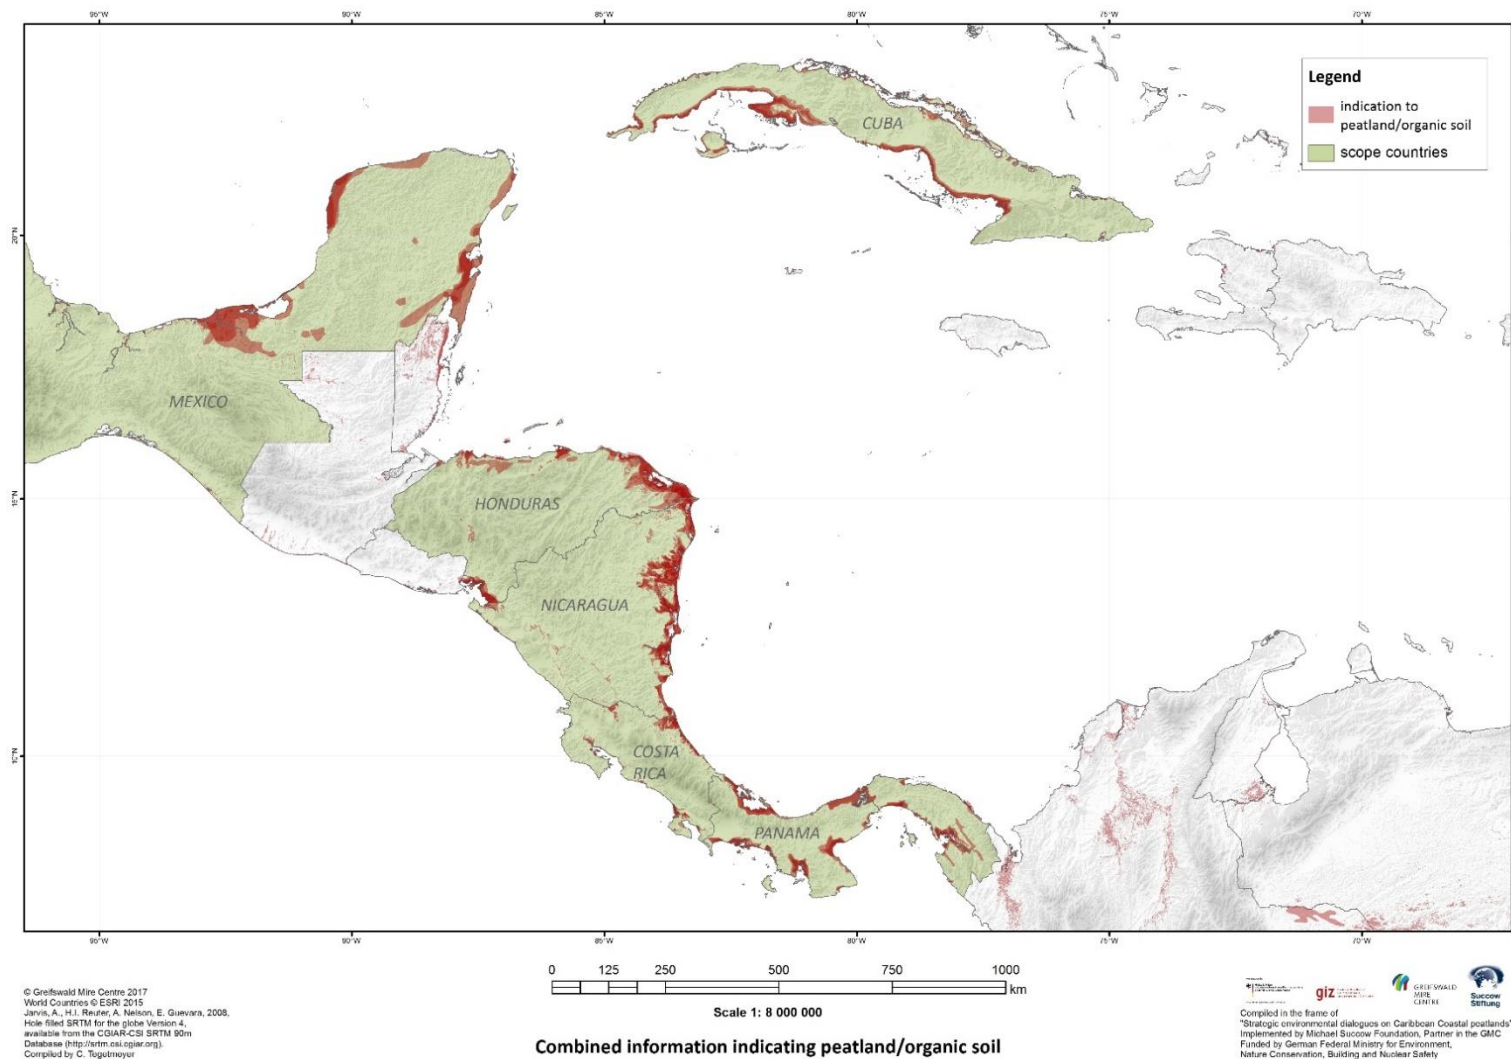 95°W 90°W 85°W 80°W 75°W 70°W
Legend
indication to
peatland/organic soil
scope countries
CUBA
20°N
MEXICO
HONDURAS
15°N
NICARAGUA
COSTA
RICA
10°N
PANAMA
95°W 90°W 85°W 80°W 75°W 70°W
0 125 250 500 750 1000
km
Scale 1: 8 000 000
Combined information indicating peatland/organic soil
© Greifswald Mire Centre 2017
World Countries © ESRI 2015
Jarvis, A., H.I. Reuter, A. Nelson, E. Guevara, 2008,
Hole filled SRTM for the globe Version 4,
available from the CGIAR-CSI SRTM 90m
Database (http://srtm.csi.cgiar.org).
Compiled by C. Tegetmeyer
giz
GREIFSWALD
MIRE
CENTRE
Succow
Stiftung
Compiled in the frame of
"Strategic environmental dialogues on Caribbean Coastal peatlands"
Implemented by Michael Succow Foundation, Partner in the GMC
Funded by German Federal Ministry for Environment,
Nature Conservation, Building and Nuclear Safety